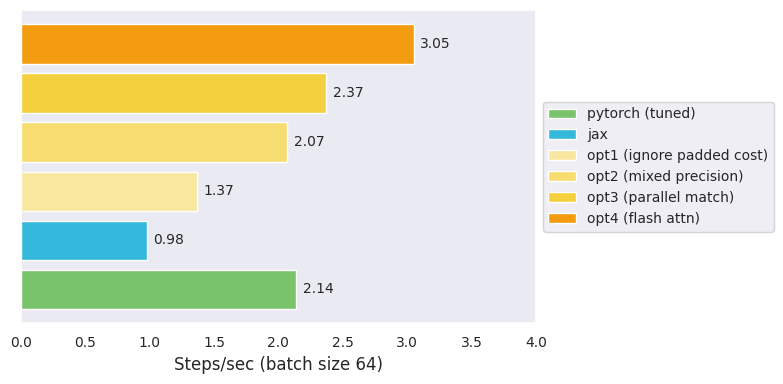 3.05
2.37
2.07
1.37
0.98
2.14
0.0 0.5 1.0 1.5 2.0 2.5 3.0 3.5 4.0
Steps/sec (batch size 64)
pytorch (tuned)
jax
opt1 (ignore padded cost)
opt2 (mixed precision)
opt3 (parallel match)
opt4 (flash attn)